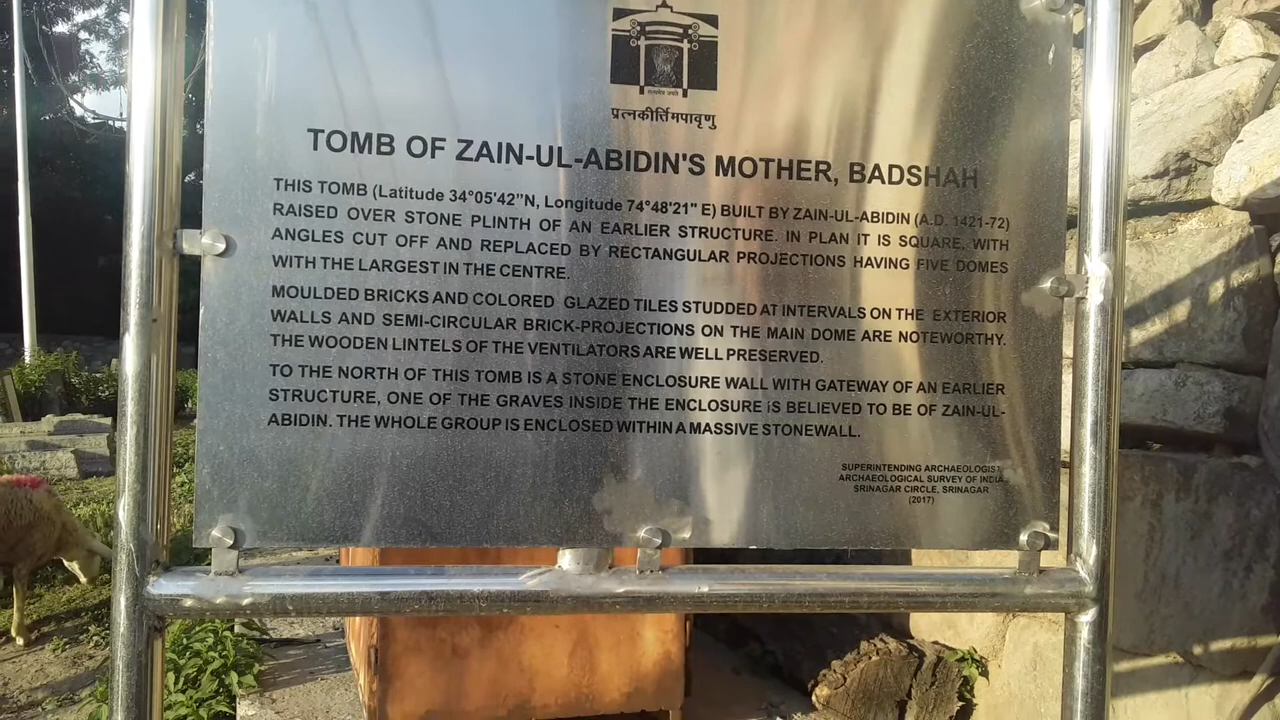 सत्यमेव जयते
प्रत्नकीर्तिमपावृणु
TOMB OF ZAIN-UL-ABIDIN'S MOTHER, BADSHAH
THIS TOMB (Latitude 34°05'42”N, Longitude 74°48'21" E) BUILT BY ZAIN-UL-ABIDIN (A.D. 1421-72)
RAISED OVER STONE PLINTH OF AN EARLIER STRUCTURE. IN PLAN IT IS SQUARE, WITH
ANGLES CUT OFF AND REPLACED BY RECTANGULAR PROJECTIONS HAVING FIVE DOMES
WITH THE LARGEST IN THE CENTRE.
MOULDED BRICKS AND COLORED GLAZED TILES STUDDED AT INTERVALS ON THE EXTERIOR
WALLS AND SEMI-CIRCULAR BRICK-PROJECTIONS ON THE MAIN DOME ARE NOTEWORTHY.
THE WOODEN LINTELS OF THE VENTILATORS ARE WELL PRESERVED.
TO THE NORTH OF THIS TOMB IS A STONE ENCLOSURE WALL WITH GATEWAY OF AN EARLIER
STRUCTURE, ONE OF THE GRAVES INSIDE THE ENCLOSURE IS BELIEVED TO BE OF ZAIN-UL-
ABIDIN. THE WHOLE GROUP IS ENCLOSED WITHIN A MASSIVE STONEWALL.
SUPERINTENDING ARCHAEOLOGIST,
ARCHAEOLOGICAL SURVEY OF INDIA,
SRINAGAR CIRCLE, SRINAGAR
(2017)